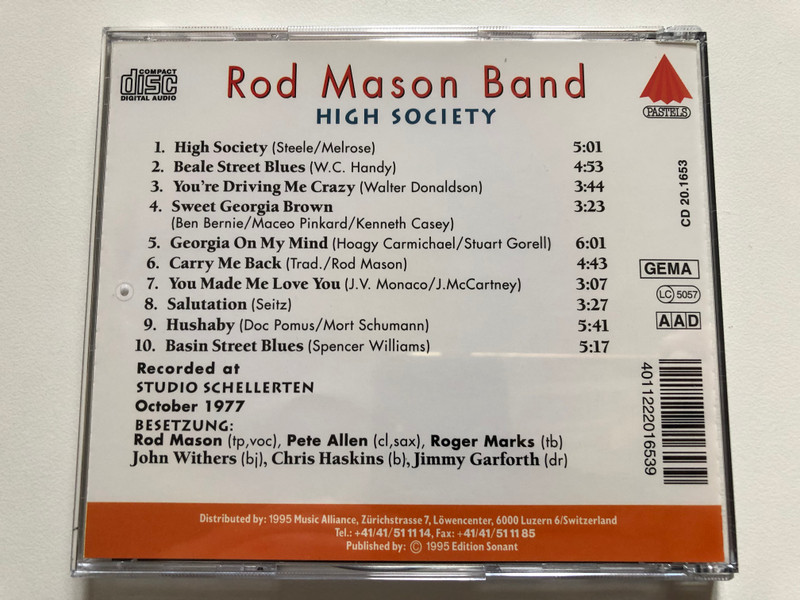 COMPACT
disc
DIGITAL AUDIO
Rod Mason Band
HIGH SOCIETY
PASTELS
1. High Society (Steele/Melrose) 5:01
2. Beale Street Blues (W.C. Handy) 4:53
3. You're Driving Me Crazy (Walter Donaldson) 3:44
4. Sweet Georgia Brown 3:23
(Ben Bernie/Maceo Pinkard/Kenneth Casey)
5. Georgia On My Mind (Hoagy Carmichael/Stuart Gorell) 6:01
6. Carry Me Back (Trad./Rod Mason) 4:43
7. You Made Me Love You (J.V. Monaco/J.McCartney) 3:07
8. Salutation (Seitz) 3:27
9. Hushaby (Doc Pomus/Mort Schumann) 5:41
10. Basin Street Blues (Spencer Williams) 5:17
Recorded at
STUDIO SCHELLERTEN
October 1977
BESETZUNG:
Rod Mason (tp,voc), Pete Allen (cl,sax), Roger Marks (tb)
John Withers (bj), Chris Haskins (b), Jimmy Garforth (dr)
CD 20.1653
GEMA
LC 5057
AAD
4011222016539
Distributed by: 1995 Music Alliance, Zürichstrasse 7, Löwencenter, 6000 Luzern 6/Switzerland
Tel.: +41/41/51 11 14, Fax: +41/41/51 11 85
Published by: © 1995 Edition Sonant